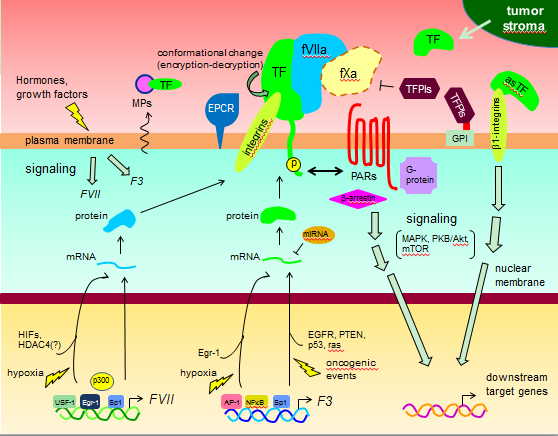 tumor
stroma
TF
fVIIa
conformational change
(encryption-decryption)
TF
fXa
Hormones,
growth factors
TF
MPs
TFPIs
TFPIs
asTF
EPCR
integrins
β1-integrins
GPI
plasma membrane
signaling
P
PARs
G-
protein
F3
FVII
β-arrestin
protein
protein
signaling
miRNA
MAPK, PKB/Akt,
mTOR
mRNA
mRNA
nuclear
membrane
HIFs,
HDAC4(?)
EGFR, PTEN,
p53, ras
Egr-1
oncogenic
events
hypoxia
p300
hypoxia
downstream
target genes
USF-1
Egr-1
Sp1
FVII
AP-1
NFκB
Sp1
F3